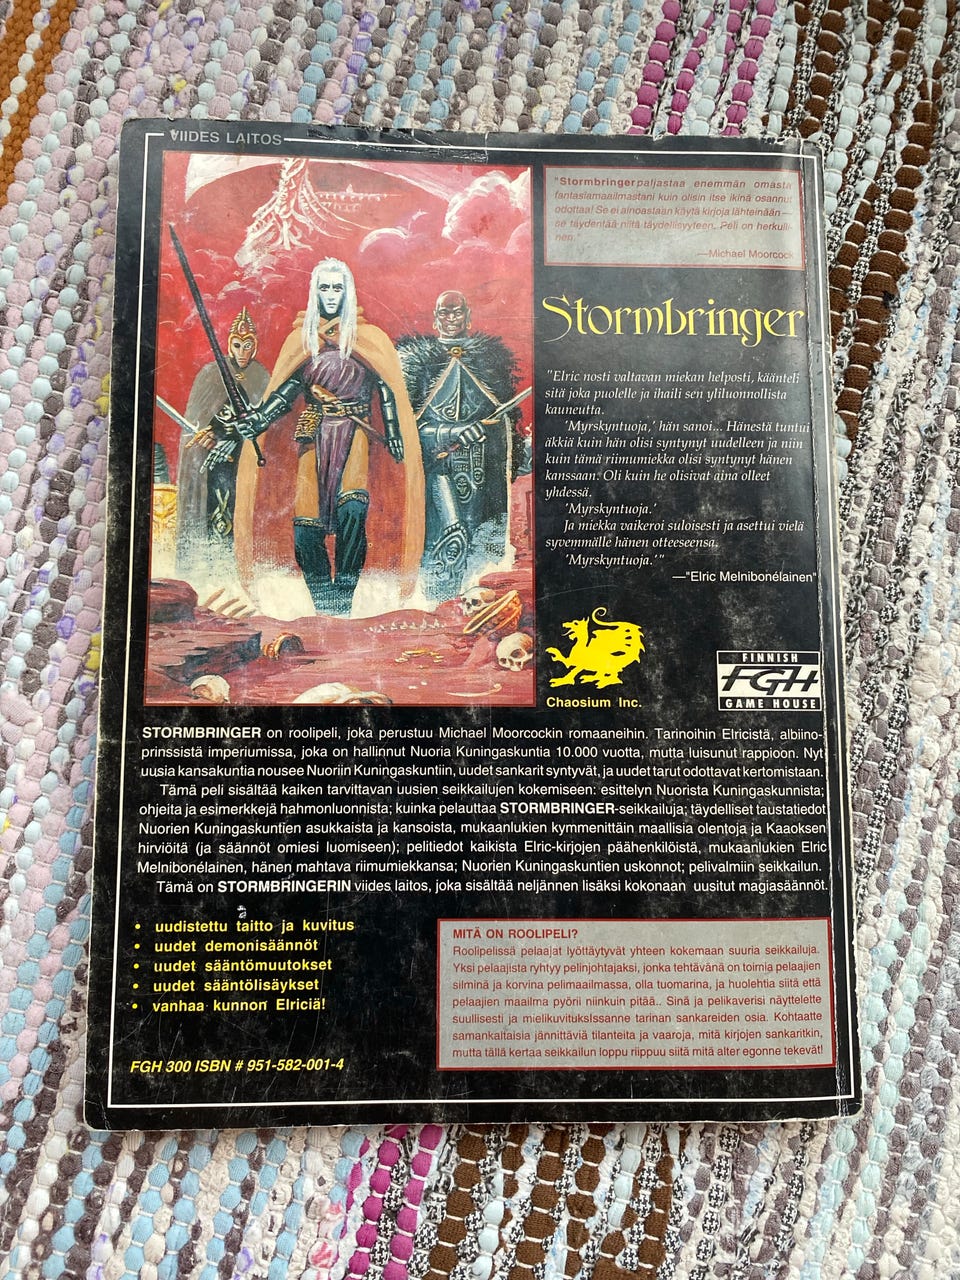 VIIDES LAITOS
"Stormbringer paljastaa enemmän omasta
fantasiamaailmastani kuin olisin itse ikinä osannut
odottaa! Se ei ainoastaan käytä kirjoja lähteinään —
se täydentää niitä täydellisyyteen. Peli on herkulli-
nen."
—Michael Moorcock
Stormbringer
"Elric nosti valtavan miekan helposti, käänteli
sitä joka puolelle ja ihaili sen yliluonnollista
kauneutta.
'Myrskyntuoja,' hän sanoi... Hänestä tuntui
äkkiä kuin hän olisi syntynyt uudelleen ja niin
kuin tämä riimumiekka olisi syntynyt hänen
kanssaan. Oli kuin he olisivat aina olleet
yhdessä.
'Myrskyntuoja.'
Ja miekka vaikeroi suloisesti ja asettui vielä
syvemmälle hänen otteeseensa.
'Myrskyntuoja.'"
—"Elric Melnibonélainen"
Chaosium Inc.
FINNISH
FGH
GAME HOUSE
STORMBRINGER on roolipeli, joka perustuu Michael Moorcockin romaaneihin. Tarinoihin Elricistä, albiino-
prinssistä imperiumissa, joka on hallinnut Nuoria Kuningaskuntia 10.000 vuotta, mutta luisunut rappioon. Nyt
uusia kansakuntia nousee Nuoriin Kuningaskuntiin, uudet sankarit syntyvät, ja uudet tarut odottavat kertomistaan.
Tämä peli sisältää kaiken tarvittavan uusien seikkailujen kokemiseen: esittelyn Nuorista Kuningaskunnista;
ohjeita ja esimerkkejä hahmonluonnista; kuinka pelauttaa STORMBRINGER-seikkailuja; täydelliset taustatiedot
Nuorien Kuningaskuntien asukkaista ja kansoista, mukaanlukien kymmenittäin maallisia olentoja ja Kaaoksen
hirviöitä (ja säännöt omiesi luomiseen); pelitiedot kaikista Elric-kirjojen päähenkilöistä, mukaanlukien Elric
Melnibonélainen, hänen mahtava riimumiekkansa; Nuorien Kuningaskuntien uskonnot; pelivalmiin seikkailun.
Tämä on STORMBRINGERIN viides laitos, joka sisältää neljännen lisäksi kokonaan uusitut magiasäännöt.
• uudistettu taitto ja kuvitus
• uudet demonisäännöt
• uudet sääntömuutokset
• uudet sääntölisäykset
• vanhaa kunnon Elriciä!
FGH 300 ISBN # 951-582-001-4
MITÄ ON ROOLIPELI?
Roolipelissä pelaajat lyöttäytyvät yhteen kokemaan suuria seikkailuja.
Yksi pelaajista ryhtyy pelinjohtajaksi, jonka tehtävänä on toimia pelaajien
silminä ja korvina pelimaailmassa, olla tuomarina, ja huolehtia siitä että
pelaajien maailma pyörii niinkuin pitää.. Sinä ja pelikaverisi näyttelette
suullisesti ja mielikuvituksIssanne tarinan sankareiden osia. Kohtaatte
samankaltaisia jännittäviä tilanteita ja vaaroja, mitä kirjojen sankaritkin,
mutta tällä kertaa seikkailun loppu riippuu siitä mitä alter egonne tekevät!